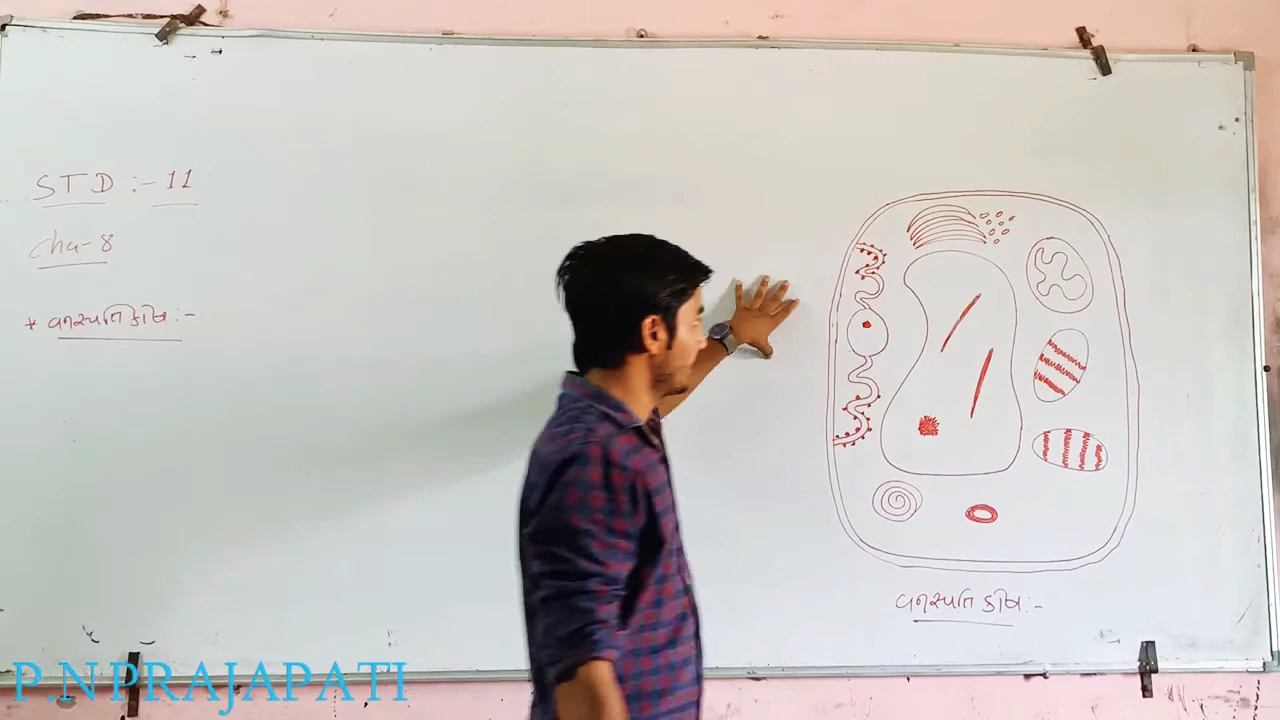 STD :- 11
Cha-8
* વનસ્પતિ કોષ :-
વનસ્પતિ કોષ :-
P.N PRAJAPATI